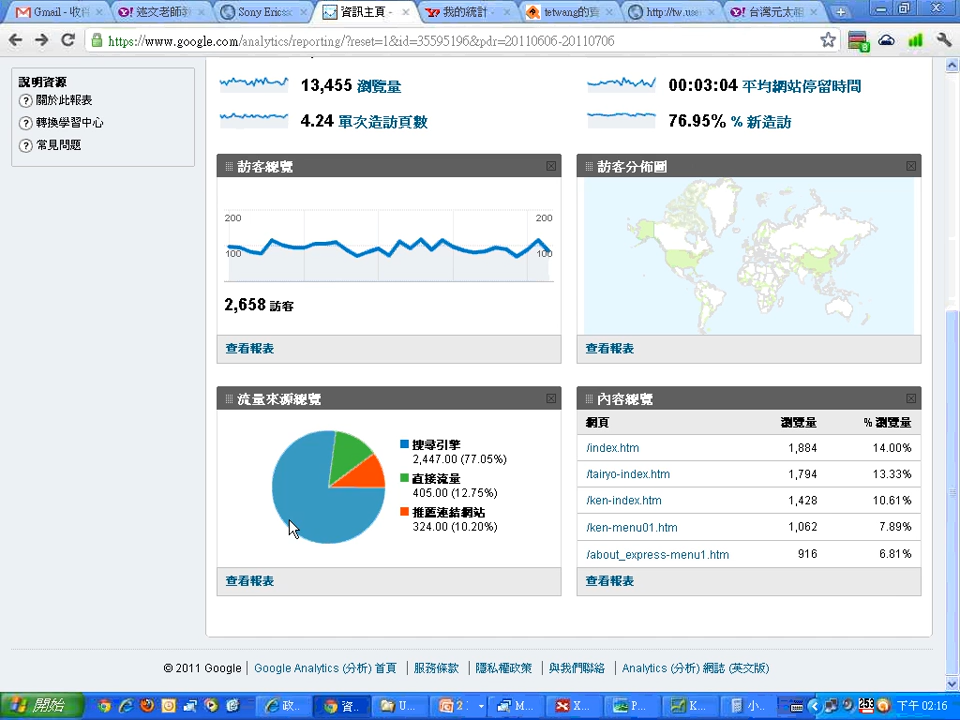 Gmail - 收
迷文老師
Sony Erics
資訊主頁 -
我的統計 -
tetwang的
http://tw.use
台灣元太
https://www.google.com/analytics/reporting/?reset=1&id=35595196&pdr=20110606-20110706
說明資源
關於此報表
轉換學習中心
常見問題
13,455 瀏覽量
00:03:04 平均網站停留時間
4.24 單次造訪頁數
76.95% % 新造訪
訪客總覽
200 200
100 100
2,658 訪客
查看報表
訪客分佈圖
查看報表
流量來源總覽
搜尋引擎
2,447.00 (77.05%)
直接流量
405.00 (12.75%)
推薦連結網站
324.00 (10.20%)
查看報表
內容總覽
網頁 瀏覽量 % 瀏覽量
/index.htm 1,884 14.00%
/tairyo-index.htm 1,794 13.33%
/ken-index.htm 1,428 10.61%
/ken-menu01.htm 1,062 7.89%
/about_express-menu1.htm 916 6.81%
查看報表
© 2011 Google | Google Analytics (分析) 首頁 | 服務條款 | 隱私權政策 | 與我們聯絡 | Analytics (分析) 網誌 (英文版)
開始 政... 資... U... 2 M... X... P... K... 小... 下午 02:16